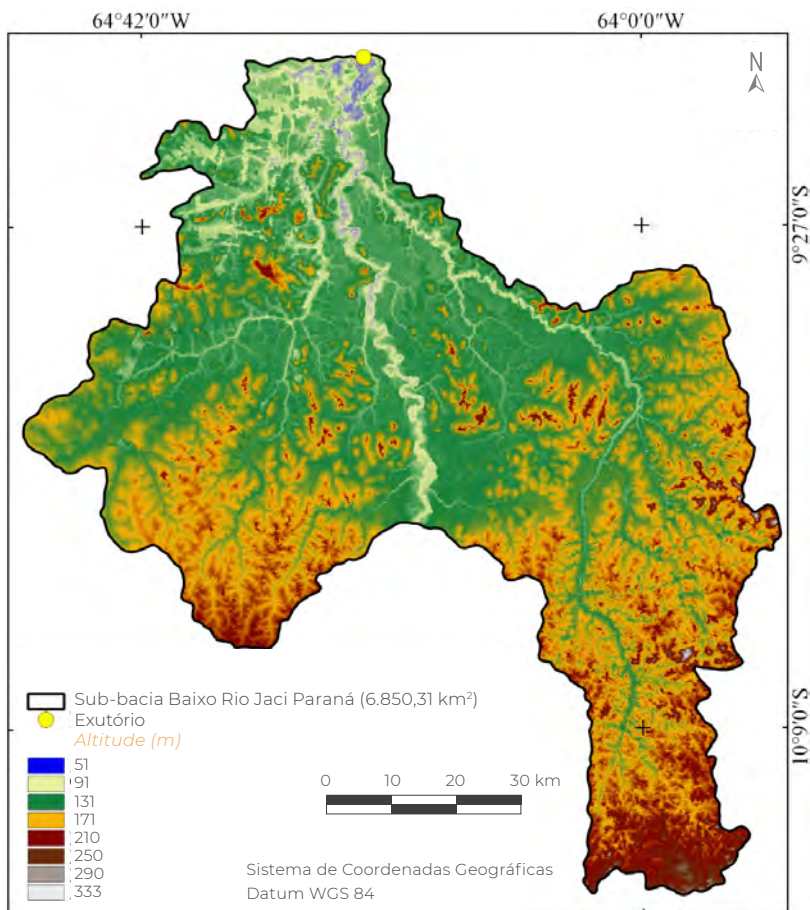 64°42'0"W
64°0'0"W
N
9°27'0"S
10°9'0"S
Sub-bacia Baixo Rio Jaci Paraná (6.850,31 km²)
Exutório
Altitude (m)
51
91
131
171
210
250
290
333
0 10 20 30 km
Sistema de Coordenadas Geográficas
Datum WGS 84